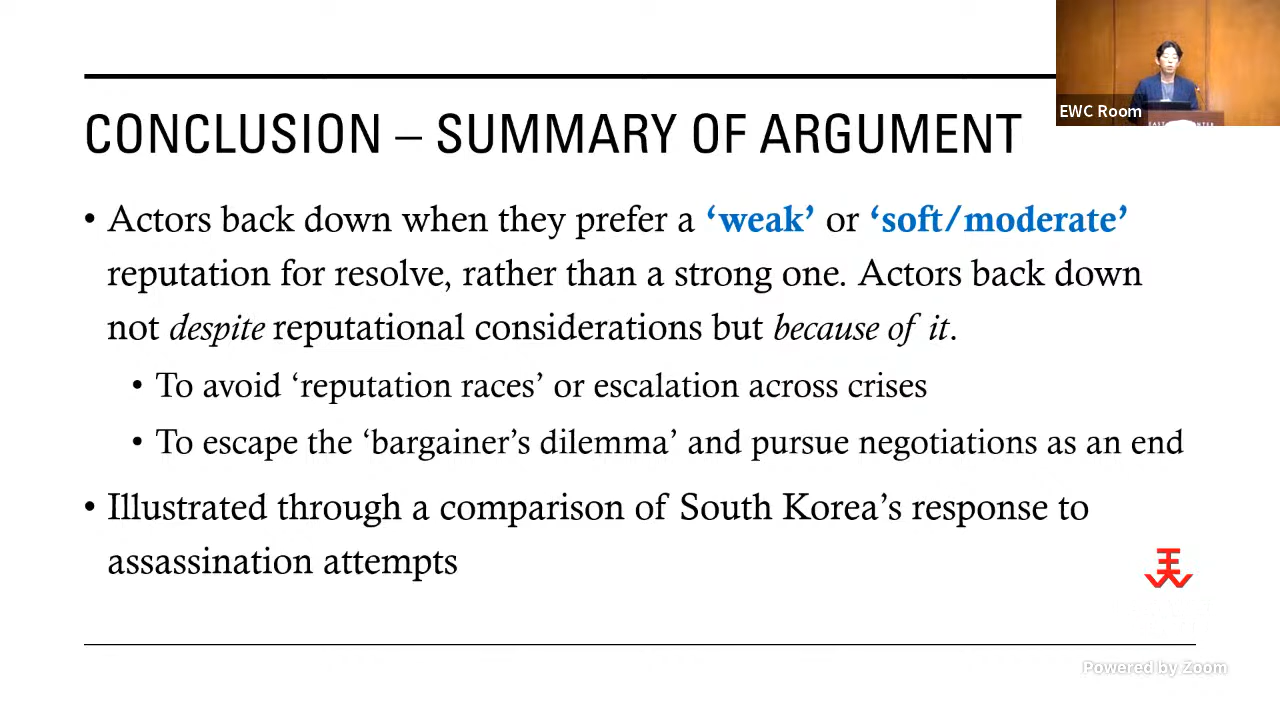 EWC Room
CONCLUSION – SUMMARY OF ARGUMENT
• Actors back down when they prefer a ‘weak’ or ‘soft/moderate’
reputation for resolve, rather than a strong one. Actors back down
not despite reputational considerations but because of it.
• To avoid ‘reputation races’ or escalation across crises
• To escape the ‘bargainer’s dilemma’ and pursue negotiations as an end
• Illustrated through a comparison of South Korea’s response to
assassination attempts
Powered by Zoom